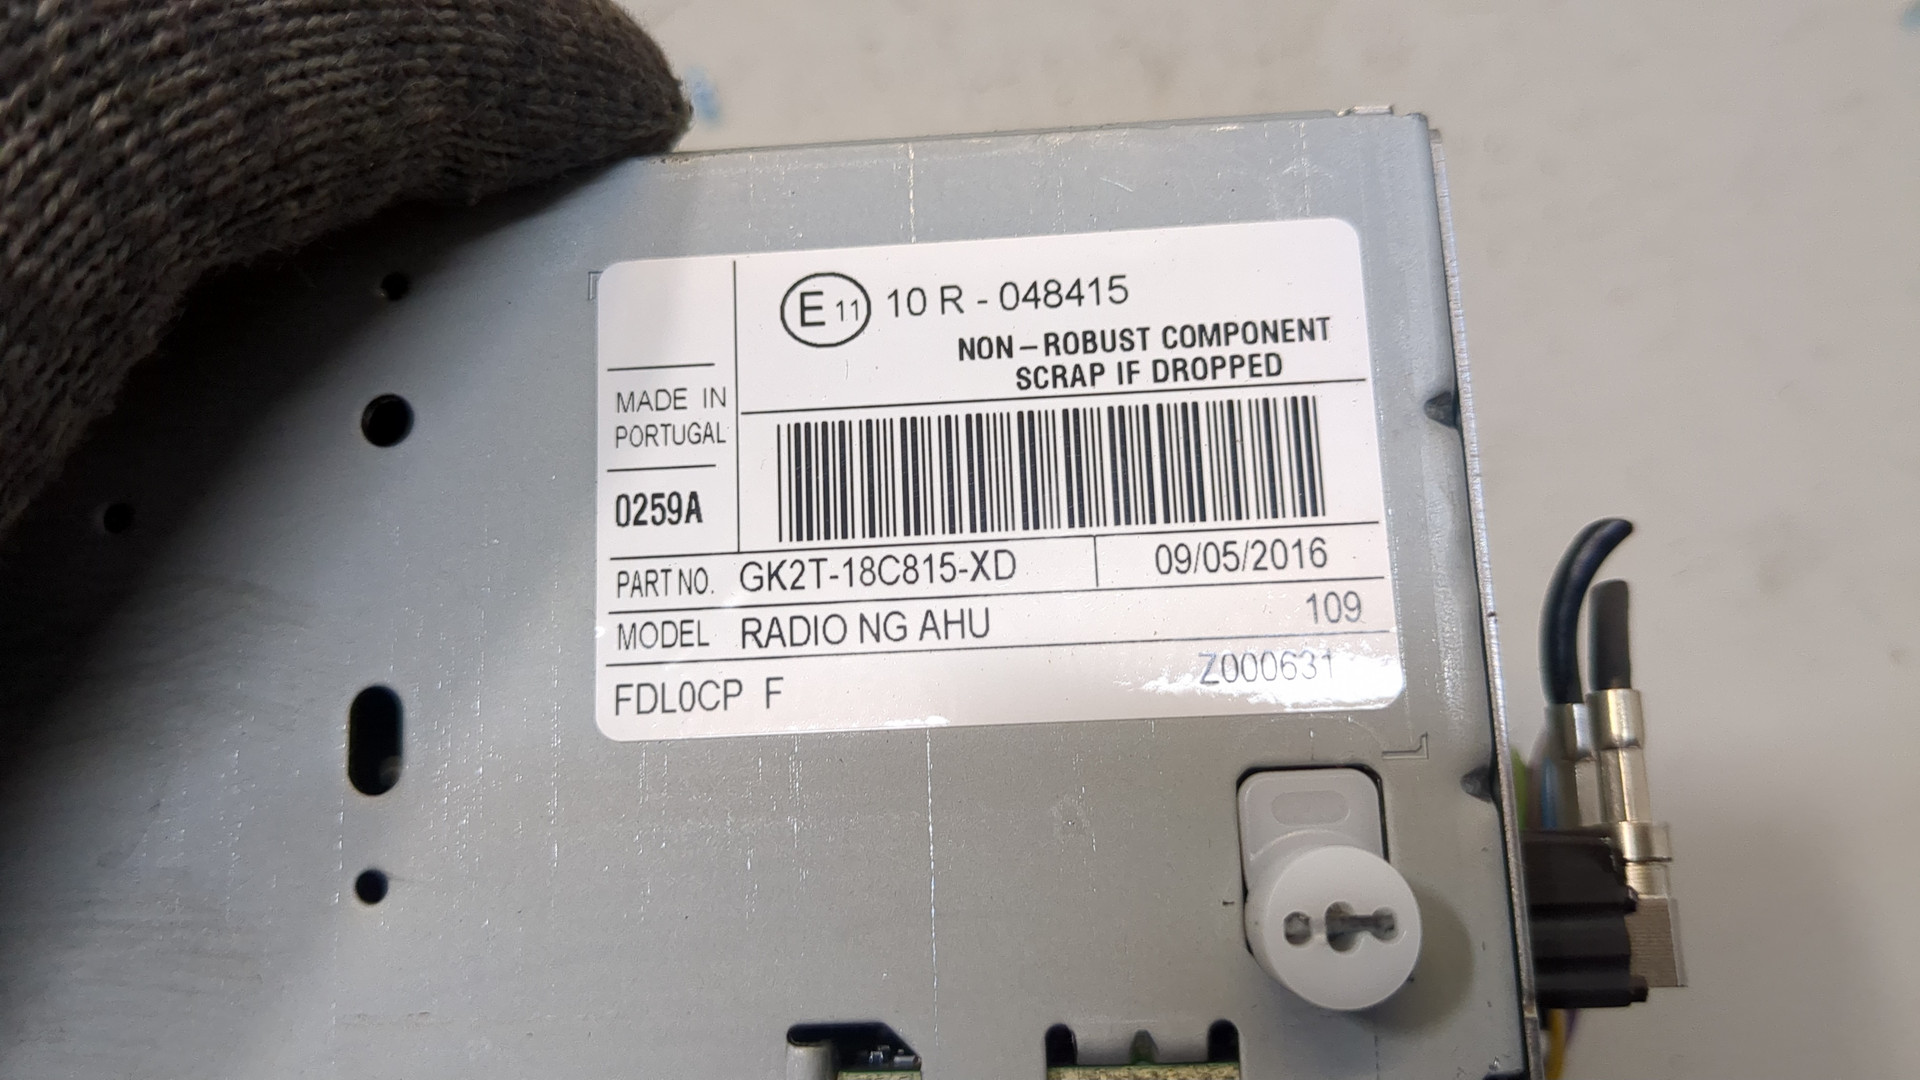 E 11 10 R - 048415
NON-ROBUST COMPONENT
SCRAP IF DROPPED
MADE IN
PORTUGAL
0259A
PART NO. GK2T-18C815-XD 09/05/2016
MODEL RADIO NG AHU 109
FDL0CP F Z000631